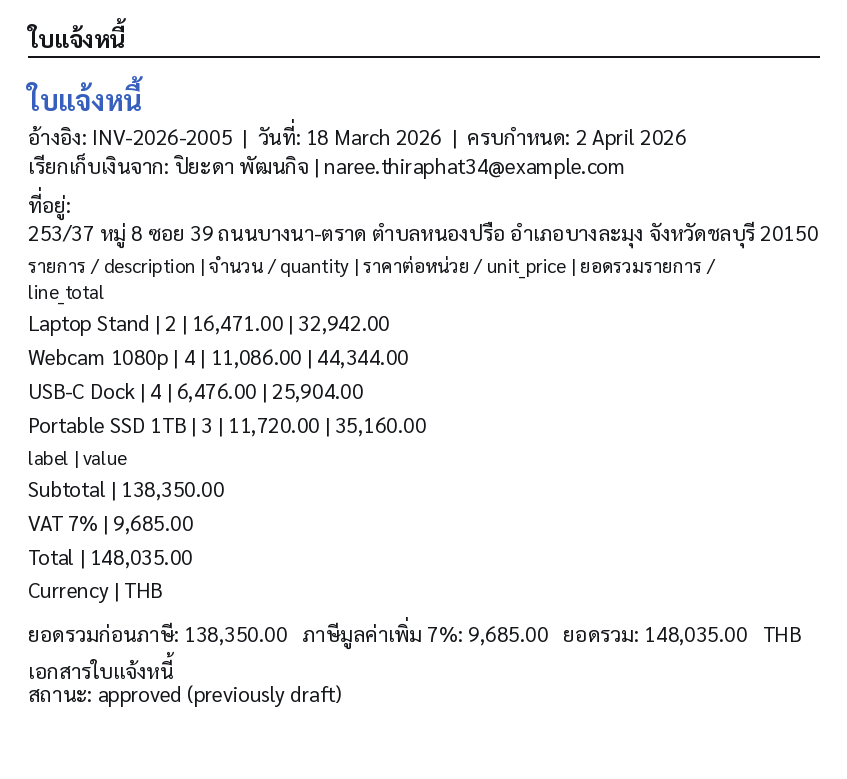 ใบแจ้งหนี้
ใบแจ้งหนี้
อ้างอิง: INV-2026-2005 | วันที่: 18 March 2026 | ครบกำหนด: 2 April 2026
เรียกเก็บเงินจาก: ปิยะดา พัฒนกิจ | naree.thiraphat34@example.com
ที่อยู่:
253/37 หมู่ 8 ซอย 39 ถนนบางนา-ตราด ตำบลหนองปรือ อำเภอบางละมุง จังหวัดชลบุรี 20150
รายการ / description | จำนวน / quantity | ราคาต่อหน่วย / unit_price | ยอดรวมรายการ /
line_total
Laptop Stand | 2 | 16,471.00 | 32,942.00
Webcam 1080p | 4 | 11,086.00 | 44,344.00
USB-C Dock | 4 | 6,476.00 | 25,904.00
Portable SSD 1TB | 3 | 11,720.00 | 35,160.00
label | value
Subtotal | 138,350.00
VAT 7% | 9,685.00
Total | 148,035.00
Currency | THB
ยอดรวมก่อนภาษี: 138,350.00 ภาษีมูลค่าเพิ่ม 7%: 9,685.00 ยอดรวม: 148,035.00 THB
เอกสารใบแจ้งหนี้
สถานะ: approved (previously draft)